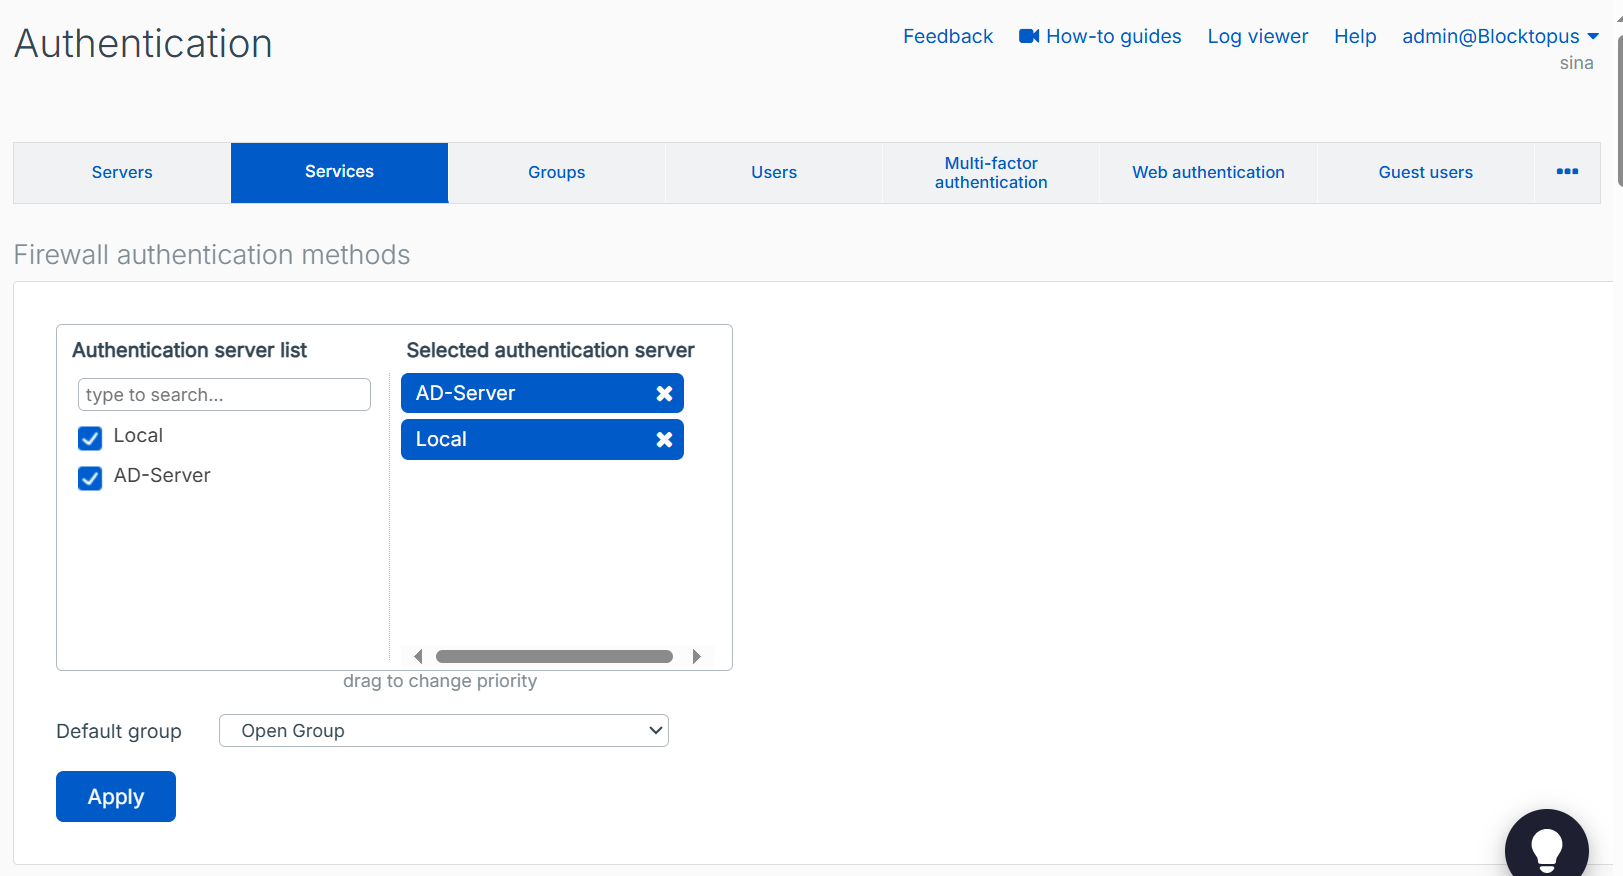 Authentication
Feedback
How-to guides
Log viewer
Help
admin@Blocktopus
sina
Servers
Services
Groups
Users
Multi-factor
authentication
Web authentication
Guest users
Firewall authentication methods
Authentication server list
type to search...
Local
AD-Server
Selected authentication server
AD-Server
Local
drag to change priority
Default group
Open Group
Apply